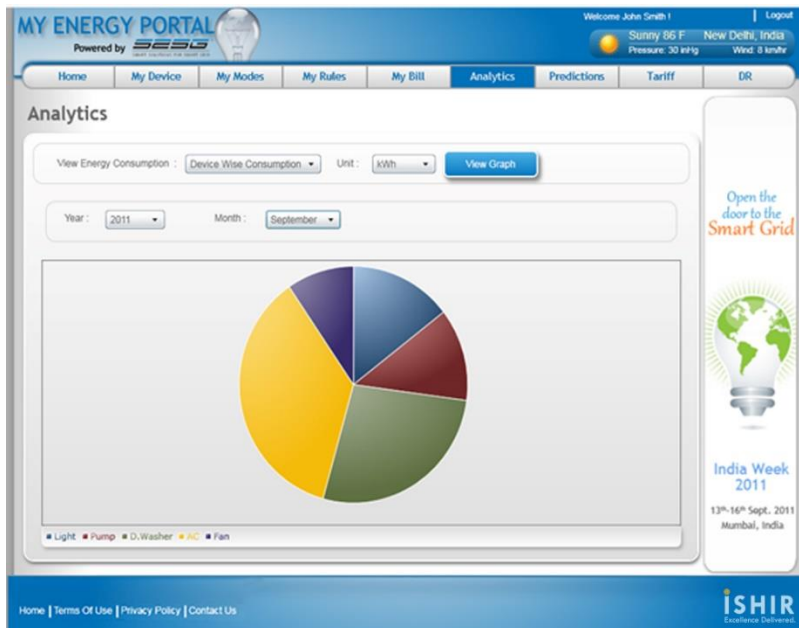 MY ENERGY PORTAL
Powered by SESG
Welcome John Smith !
| Logout
Sunny 86 F New Delhi, India
Pressure: 30 inHg Wind: 8 km/hr
Home My Device My Modes My Rules My Bill Analytics Predictions Tariff DR
Analytics
View Energy Consumption : Device Wise Consumption Unit : kWh View Graph
Year : 2011 Month : September
Light Pump D.Washer AC Fan
Open the
door to the
Smart Grid
India Week
2011
13th-16th Sept. 2011
Mumbai, India
Home | Terms Of Use | Privacy Policy | Contact Us
iSHIR
Excellence Delivered.